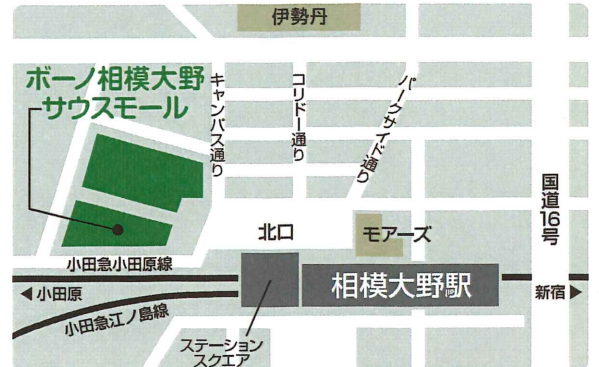 伊勢丹
ボーノ相模大野
サウスモール
キャンパス通り
コリドー通り
パークサイド通り
国道16号
北口
モアーズ
小田急小田原線
◀小田原
相模大野駅
新宿▶
小田急江ノ島線
ステーション
スクエア